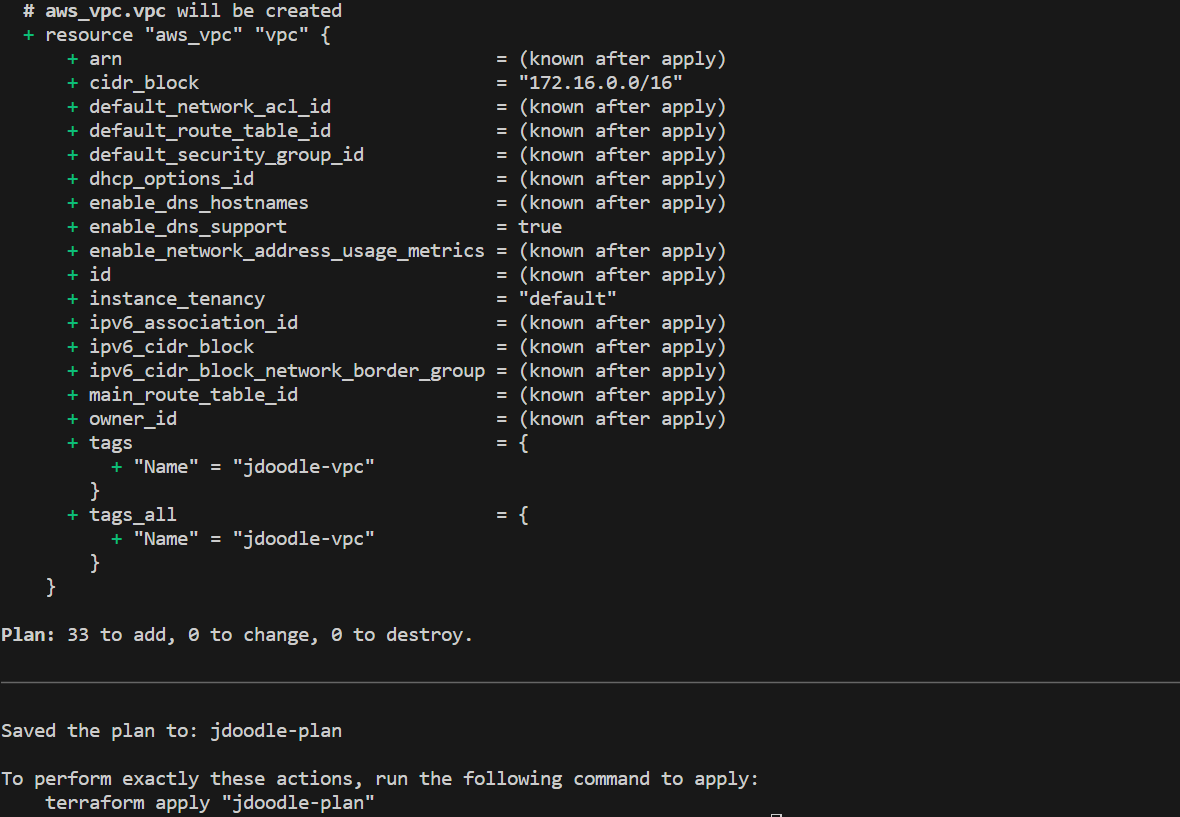 # aws_vpc.vpc will be created
+ resource "aws_vpc" "vpc" {
+ arn = (known after apply)
+ cidr_block = "172.16.0.0/16"
+ default_network_acl_id = (known after apply)
+ default_route_table_id = (known after apply)
+ default_security_group_id = (known after apply)
+ dhcp_options_id = (known after apply)
+ enable_dns_hostnames = (known after apply)
+ enable_dns_support = true
+ enable_network_address_usage_metrics = (known after apply)
+ id = (known after apply)
+ instance_tenancy = "default"
+ ipv6_association_id = (known after apply)
+ ipv6_cidr_block = (known after apply)
+ ipv6_cidr_block_network_border_group = (known after apply)
+ main_route_table_id = (known after apply)
+ owner_id = (known after apply)
+ tags = {
+ "Name" = "jdoodle-vpc"
}
+ tags_all = {
+ "Name" = "jdoodle-vpc"
}
}
Plan: 33 to add, 0 to change, 0 to destroy.
Saved the plan to: jdoodle-plan
To perform exactly these actions, run the following command to apply:
terraform apply "jdoodle-plan"